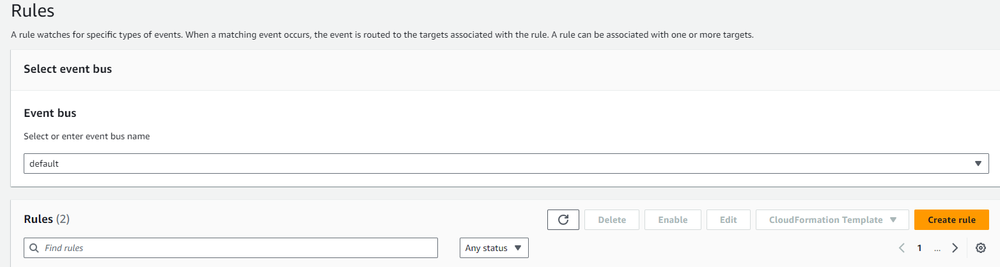 Rules
A rule watches for specific types of events. When a matching event occurs, the event is routed to the targets associated with the rule. A rule can be associated with one or more targets.
Select event bus
Event bus
Select or enter event bus name
default
Rules (2)
Delete
Enable
Edit
CloudFormation Template
Create rule
Find rules
Any status
1
...